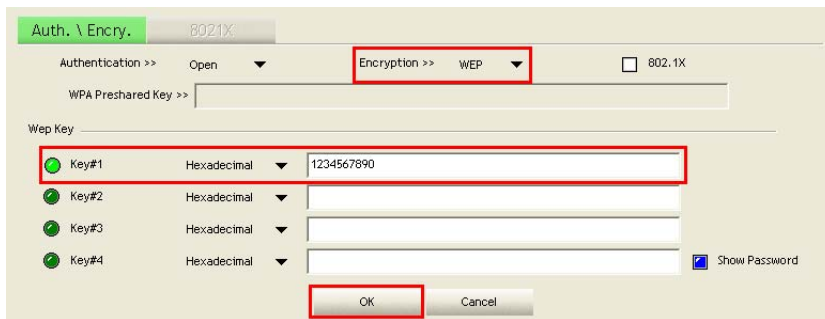 Auth. \ Encry. 8021X
Authentication >> Open Encryption >> WEP 802.1X
WPA Preshared Key >>
Wep Key
Key#1 Hexadecimal 1234567890
Key#2 Hexadecimal
Key#3 Hexadecimal
Key#4 Hexadecimal Show Password
OK Cancel